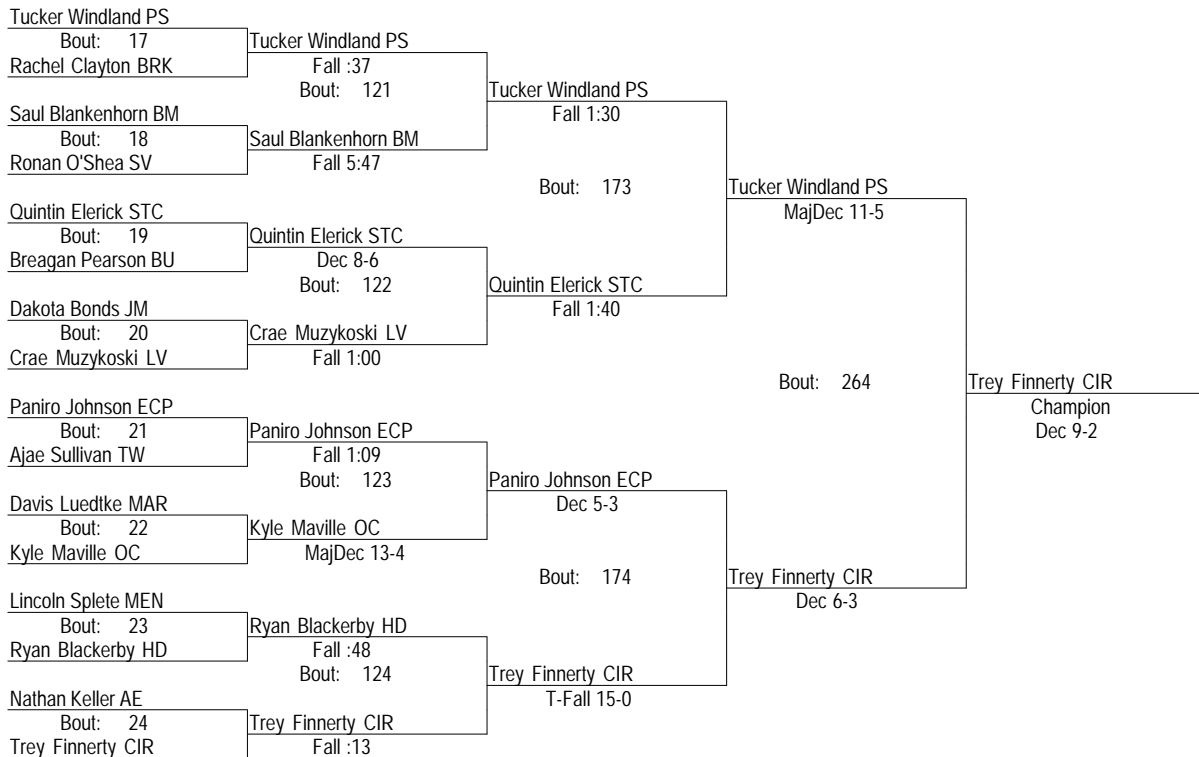 Tucker Windland PS
Bout: 17
Rachel Clayton BRK
Tucker Windland PS
Fall :37
Bout: 121
Saul Blankenhorn BM
Bout: 18
Ronan O'Shea SV
Saul Blankenhorn BM
Fall 5:47
Tucker Windland PS
Fall 1:30
Bout: 173
Quintin Elerick STC
Bout: 19
Breagan Pearson BU
Quintin Elerick STC
Dec 8-6
Bout: 122
Dakota Bonds JM
Bout: 20
Crae Muzykoski LV
Crae Muzykoski LV
Fall 1:00
Quintin Elerick STC
Fall 1:40
Tucker Windland PS
MajDec 11-5
Bout: 264
Paniro Johnson ECP
Bout: 21
Ajae Sullivan TW
Paniro Johnson ECP
Fall 1:09
Bout: 123
Davis Luedtke MAR
Bout: 22
Kyle Maville OC
Kyle Maville OC
MajDec 13-4
Paniro Johnson ECP
Dec 5-3
Bout: 174
Lincoln Splete MEN
Bout: 23
Ryan Blackerby HD
Ryan Blackerby HD
Fall :48
Bout: 124
Nathan Keller AE
Bout: 24
Trey Finnerty CIR
Trey Finnerty CIR
Fall :13
Trey Finnerty CIR
T-Fall 15-0
Trey Finnerty CIR
Dec 6-3
Trey Finnerty CIR
Champion
Dec 9-2